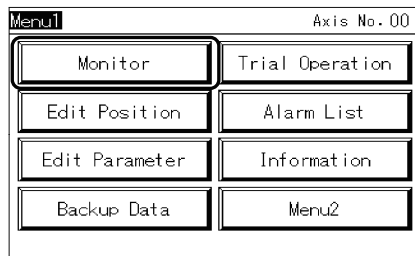 Menu1 Axis No.00
Monitor Trial Operation
Edit Position Alarm List
Edit Parameter Information
Backup Data Menu2